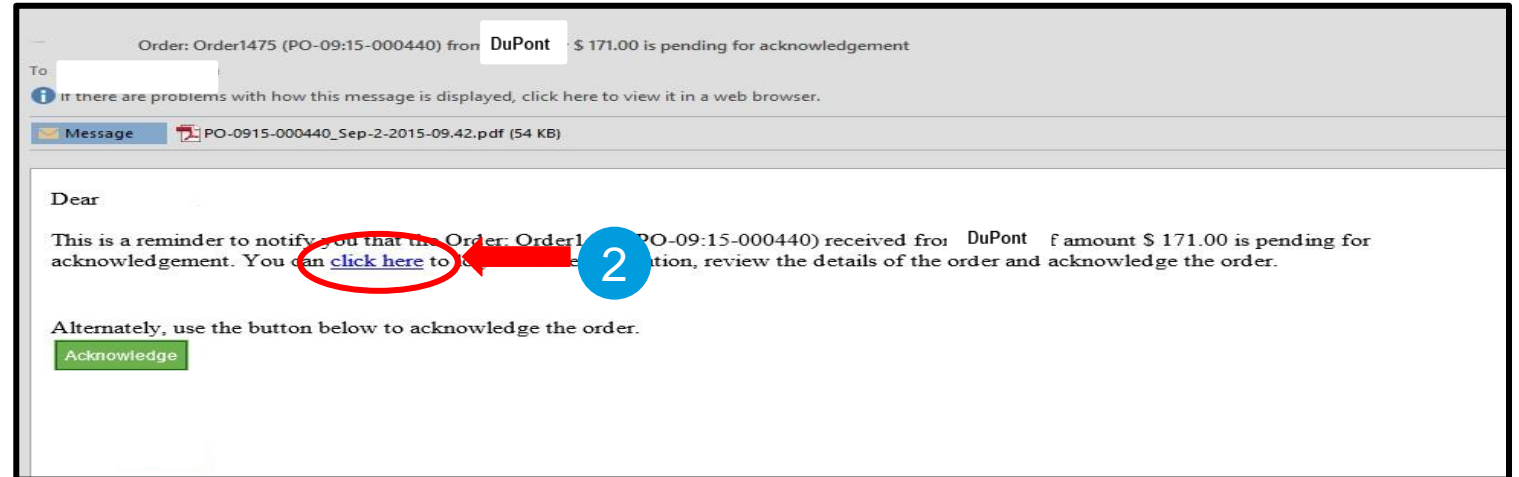 Order: Order1475 (PO-09:15-000440) from DuPont $ 171.00 is pending for acknowledgement
To
If there are problems with how this message is displayed, click here to view it in a web browser.
Message PO-0915-000440_Sep-2-2015-09.42.pdf (54 KB)
Dear
This is a reminder to notify you that the Order: PO-09:15-000440) received DuPont amount $ 171.00 is pending for
acknowledgement. You can click here to 2 review the details of the order and acknowledge the order.
Alternately, use the button below to acknowledge the order.
Acknowledge